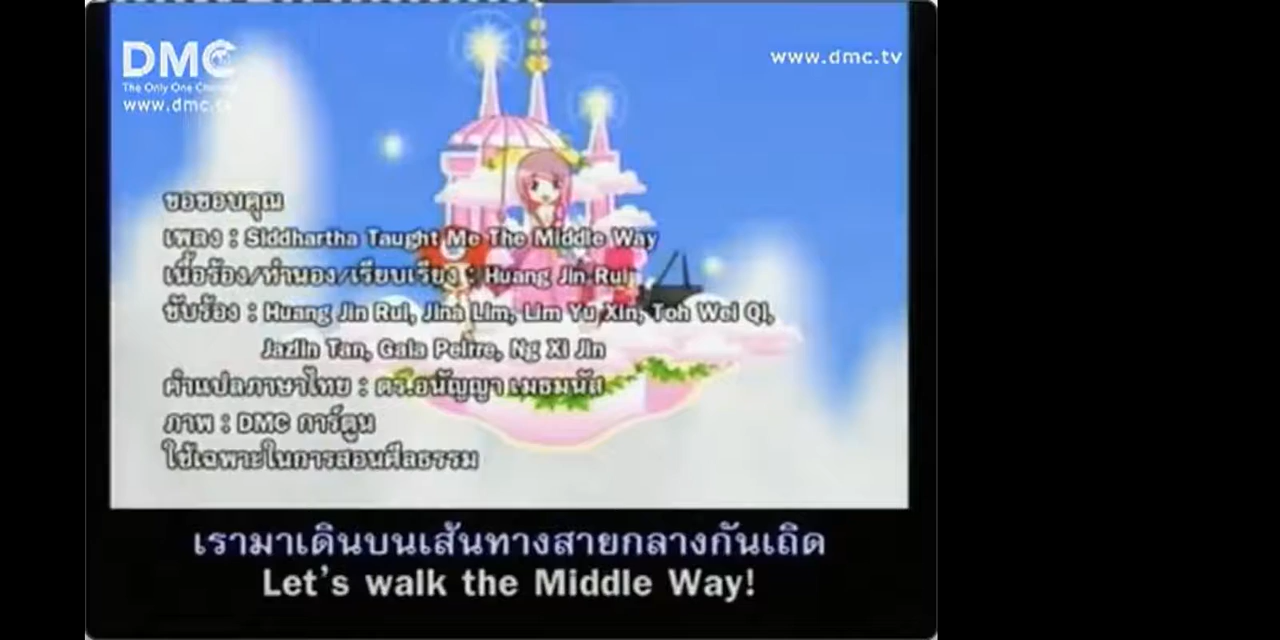 DMC
The Only One Channel
www.dmc.tv
www.dmc.tv
ขอขอบคุณ
เพลง : Siddhartha Taught Me The Middle Way
เนื้อร้อง/ทำนอง/เรียบเรียง : Huang Jin Rui
ขับร้อง : Huang Jin Rui, Jina Lim, Lim Yu Xin, Toh Wei Qi,
Jazlin Tan, Gaia Peirre, Ng Xi Jin
คำแปลภาษาไทย : ดร.อนัญญา เมธมนัส
ภาพ : DMC การ์ตูน
ใช้เฉพาะในการสอนศีลธรรม
เรามาเดินบนเส้นทางสายกลางกันเถิด
Let's walk the Middle Way!